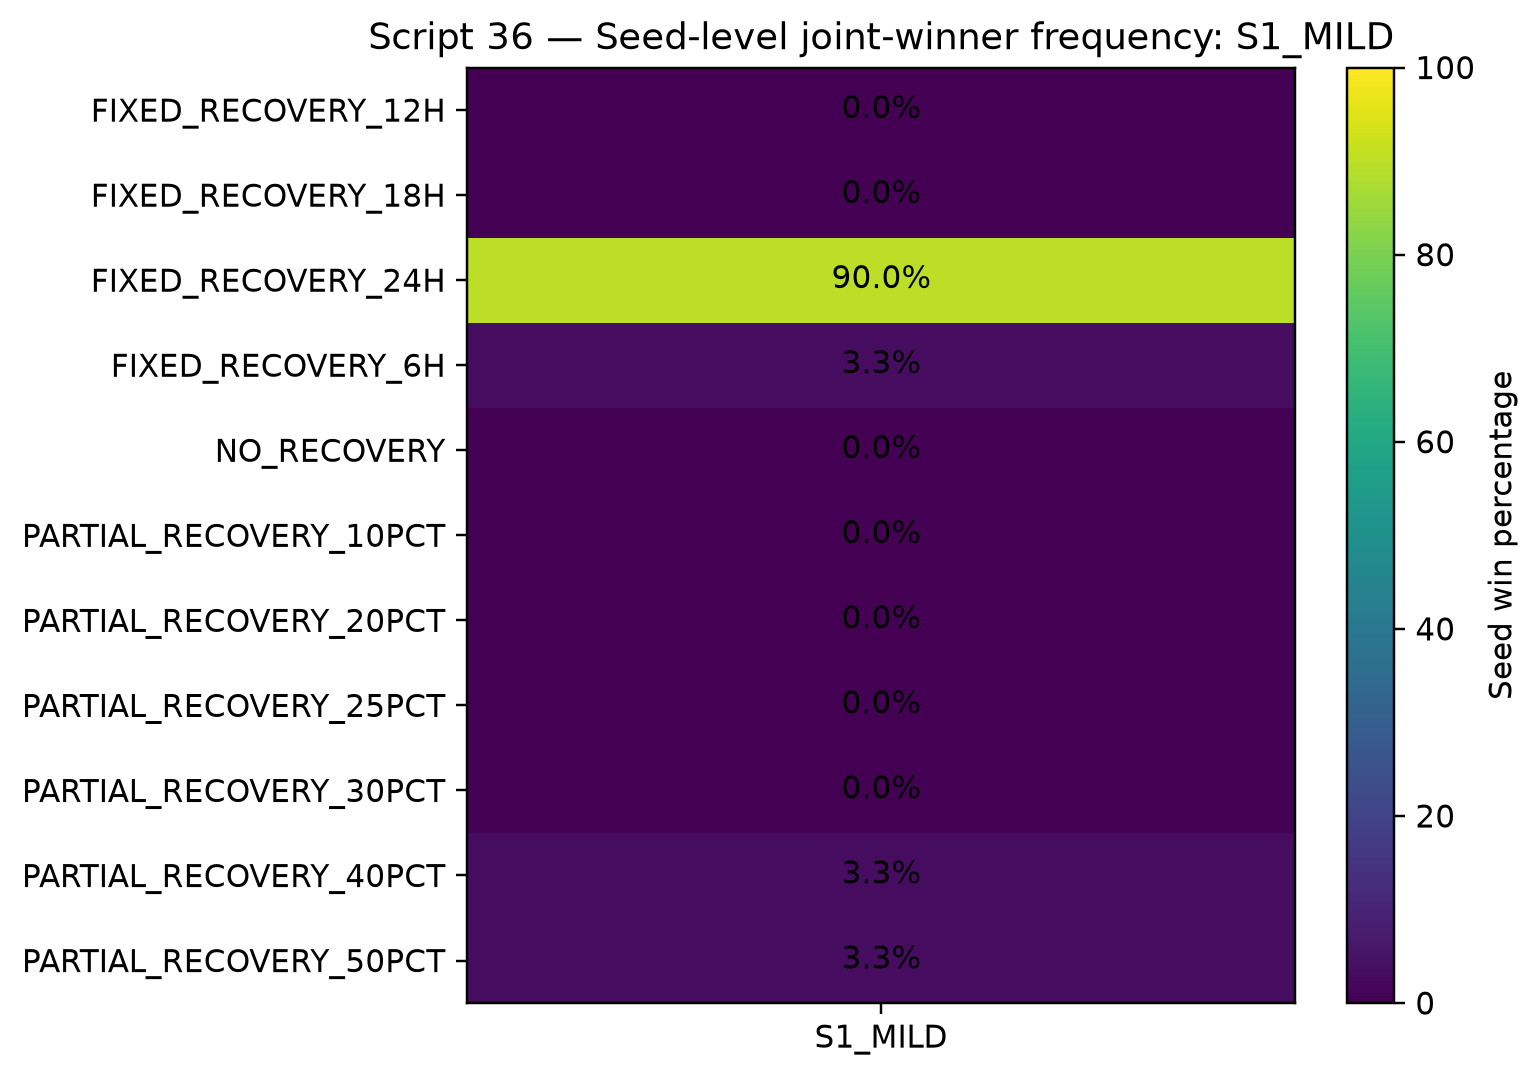 Script 36 — Seed-level joint-winner frequency: S1_MILD
FIXED_RECOVERY_12H 0.0%
FIXED_RECOVERY_18H 0.0%
FIXED_RECOVERY_24H 90.0%
FIXED_RECOVERY_6H 3.3%
NO_RECOVERY 0.0%
PARTIAL_RECOVERY_10PCT 0.0%
PARTIAL_RECOVERY_20PCT 0.0%
PARTIAL_RECOVERY_25PCT 0.0%
PARTIAL_RECOVERY_30PCT 0.0%
PARTIAL_RECOVERY_40PCT 3.3%
PARTIAL_RECOVERY_50PCT 3.3%
S1_MILD
100
80
60
40
20
0
Seed win percentage